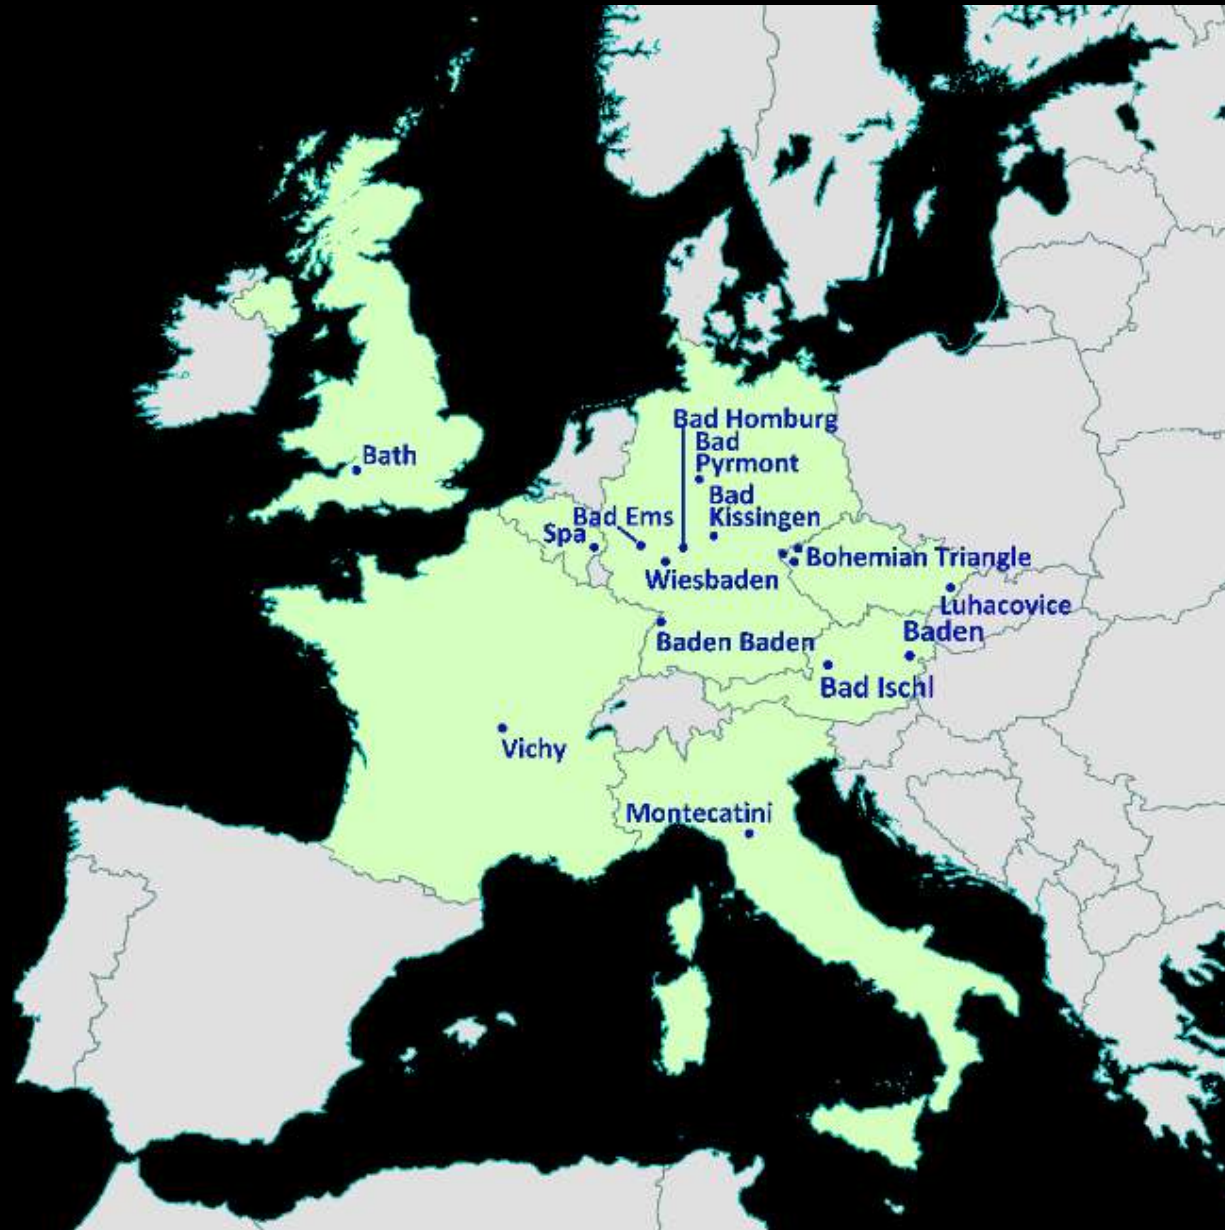 Bad Homburg
Bad
Pyrmont
Bath
Bad
Kissingen
Bad Ems
Spa
Bohemian Triangle
Wiesbaden
Luhacovice
Baden
Baden Baden
Bad Ischl
Vichy
Montecatini